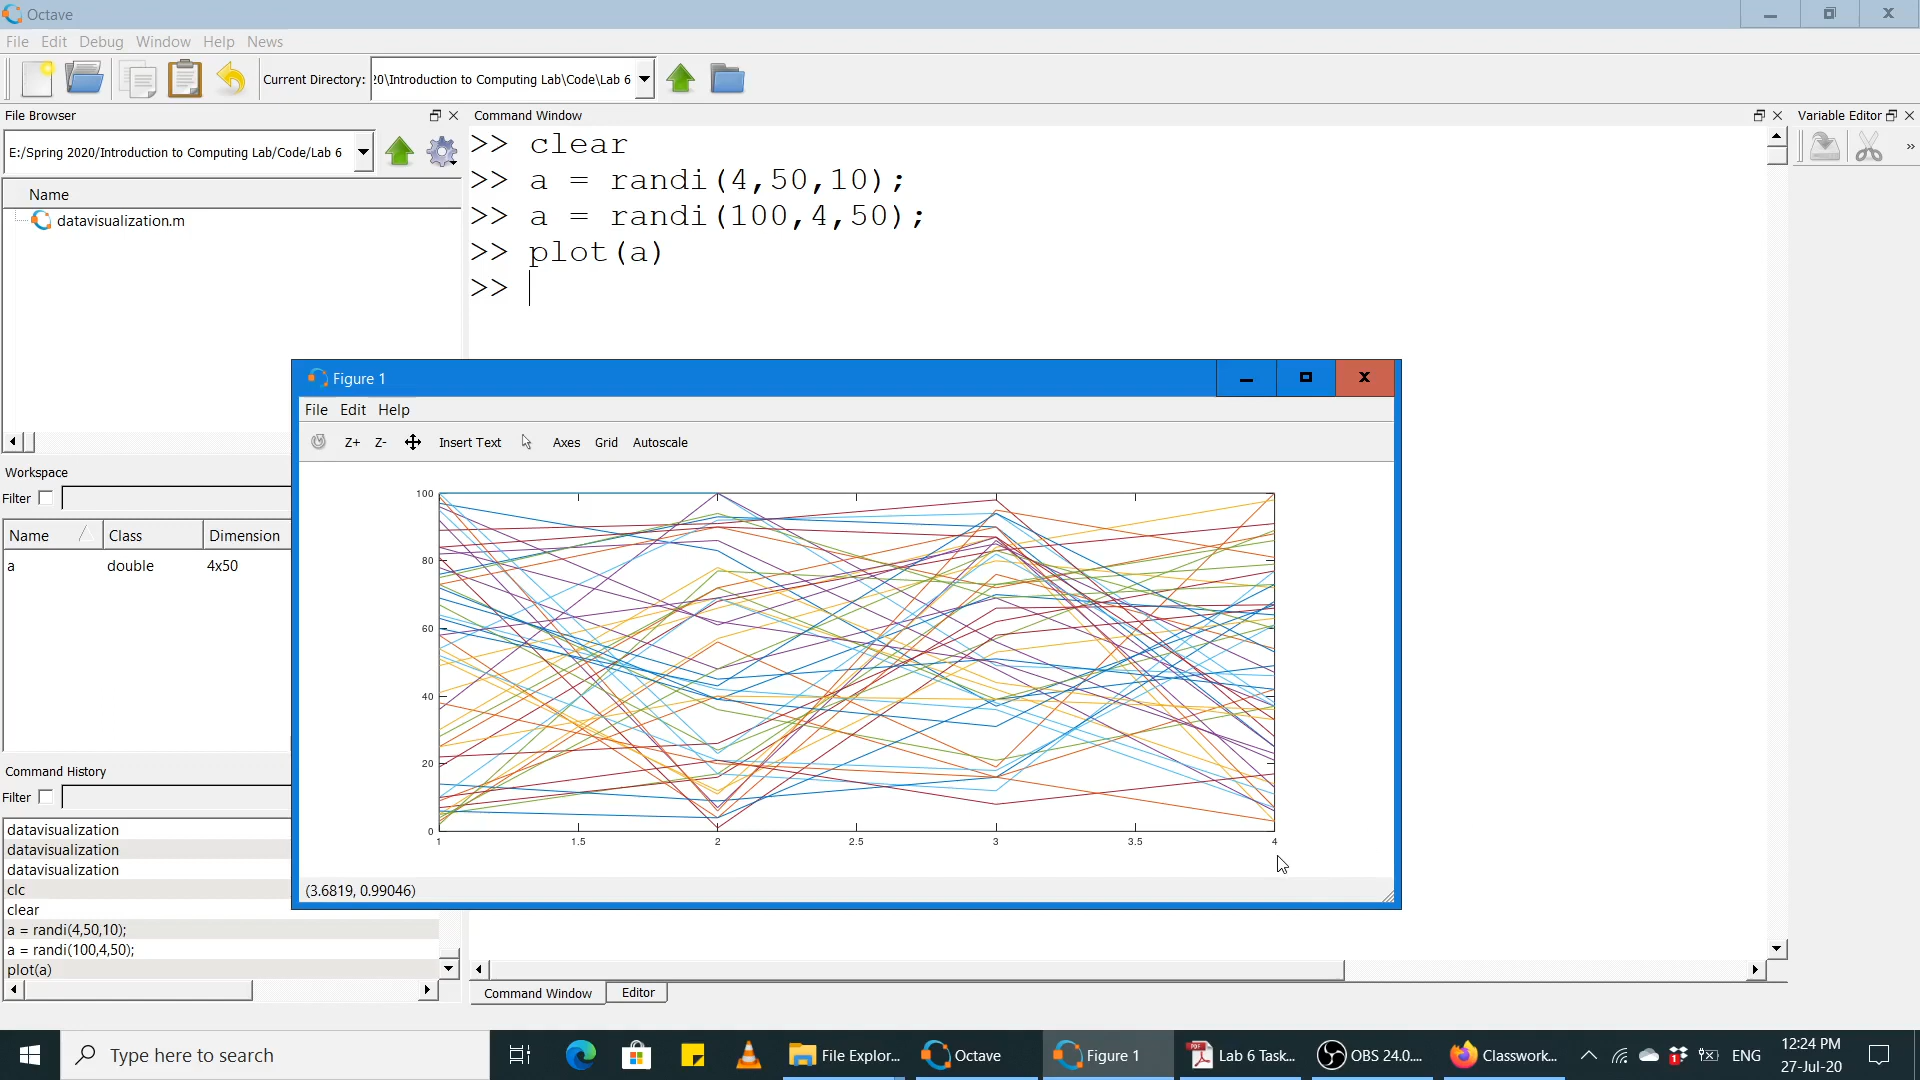 Octave
File Edit Debug Window Help News
Current Directory: ?0\Introduction to Computing Lab\Code\Lab 6
File Browser
E:/Spring 2020/Introduction to Computing Lab/Code/Lab 6
Name
datavisualization.m
Workspace
Filter
Name Class Dimension
a double 4x50
Command History
Filter
datavisualization
datavisualization
datavisualization
clc
clear
a = randi(4,50,10);
a = randi(100,4,50);
plot(a)
Command Window
>> clear
>> a = randi(4,50,10);
>> a = randi(100,4,50);
>> plot(a)
>>
Command Window Editor
Variable Editor
»
Figure 1
File Edit Help
Z+ Z- Insert Text Axes Grid Autoscale
100
80
60
40
20
0
1 1.5 2 2.5 3 3.5 4
(3.6819, 0.99046)
Type here to search
File Explor...
Octave
Figure 1
Lab 6 Task...
OBS 24.0....
Classwork...
ENG
12:24 PM
27-Jul-20